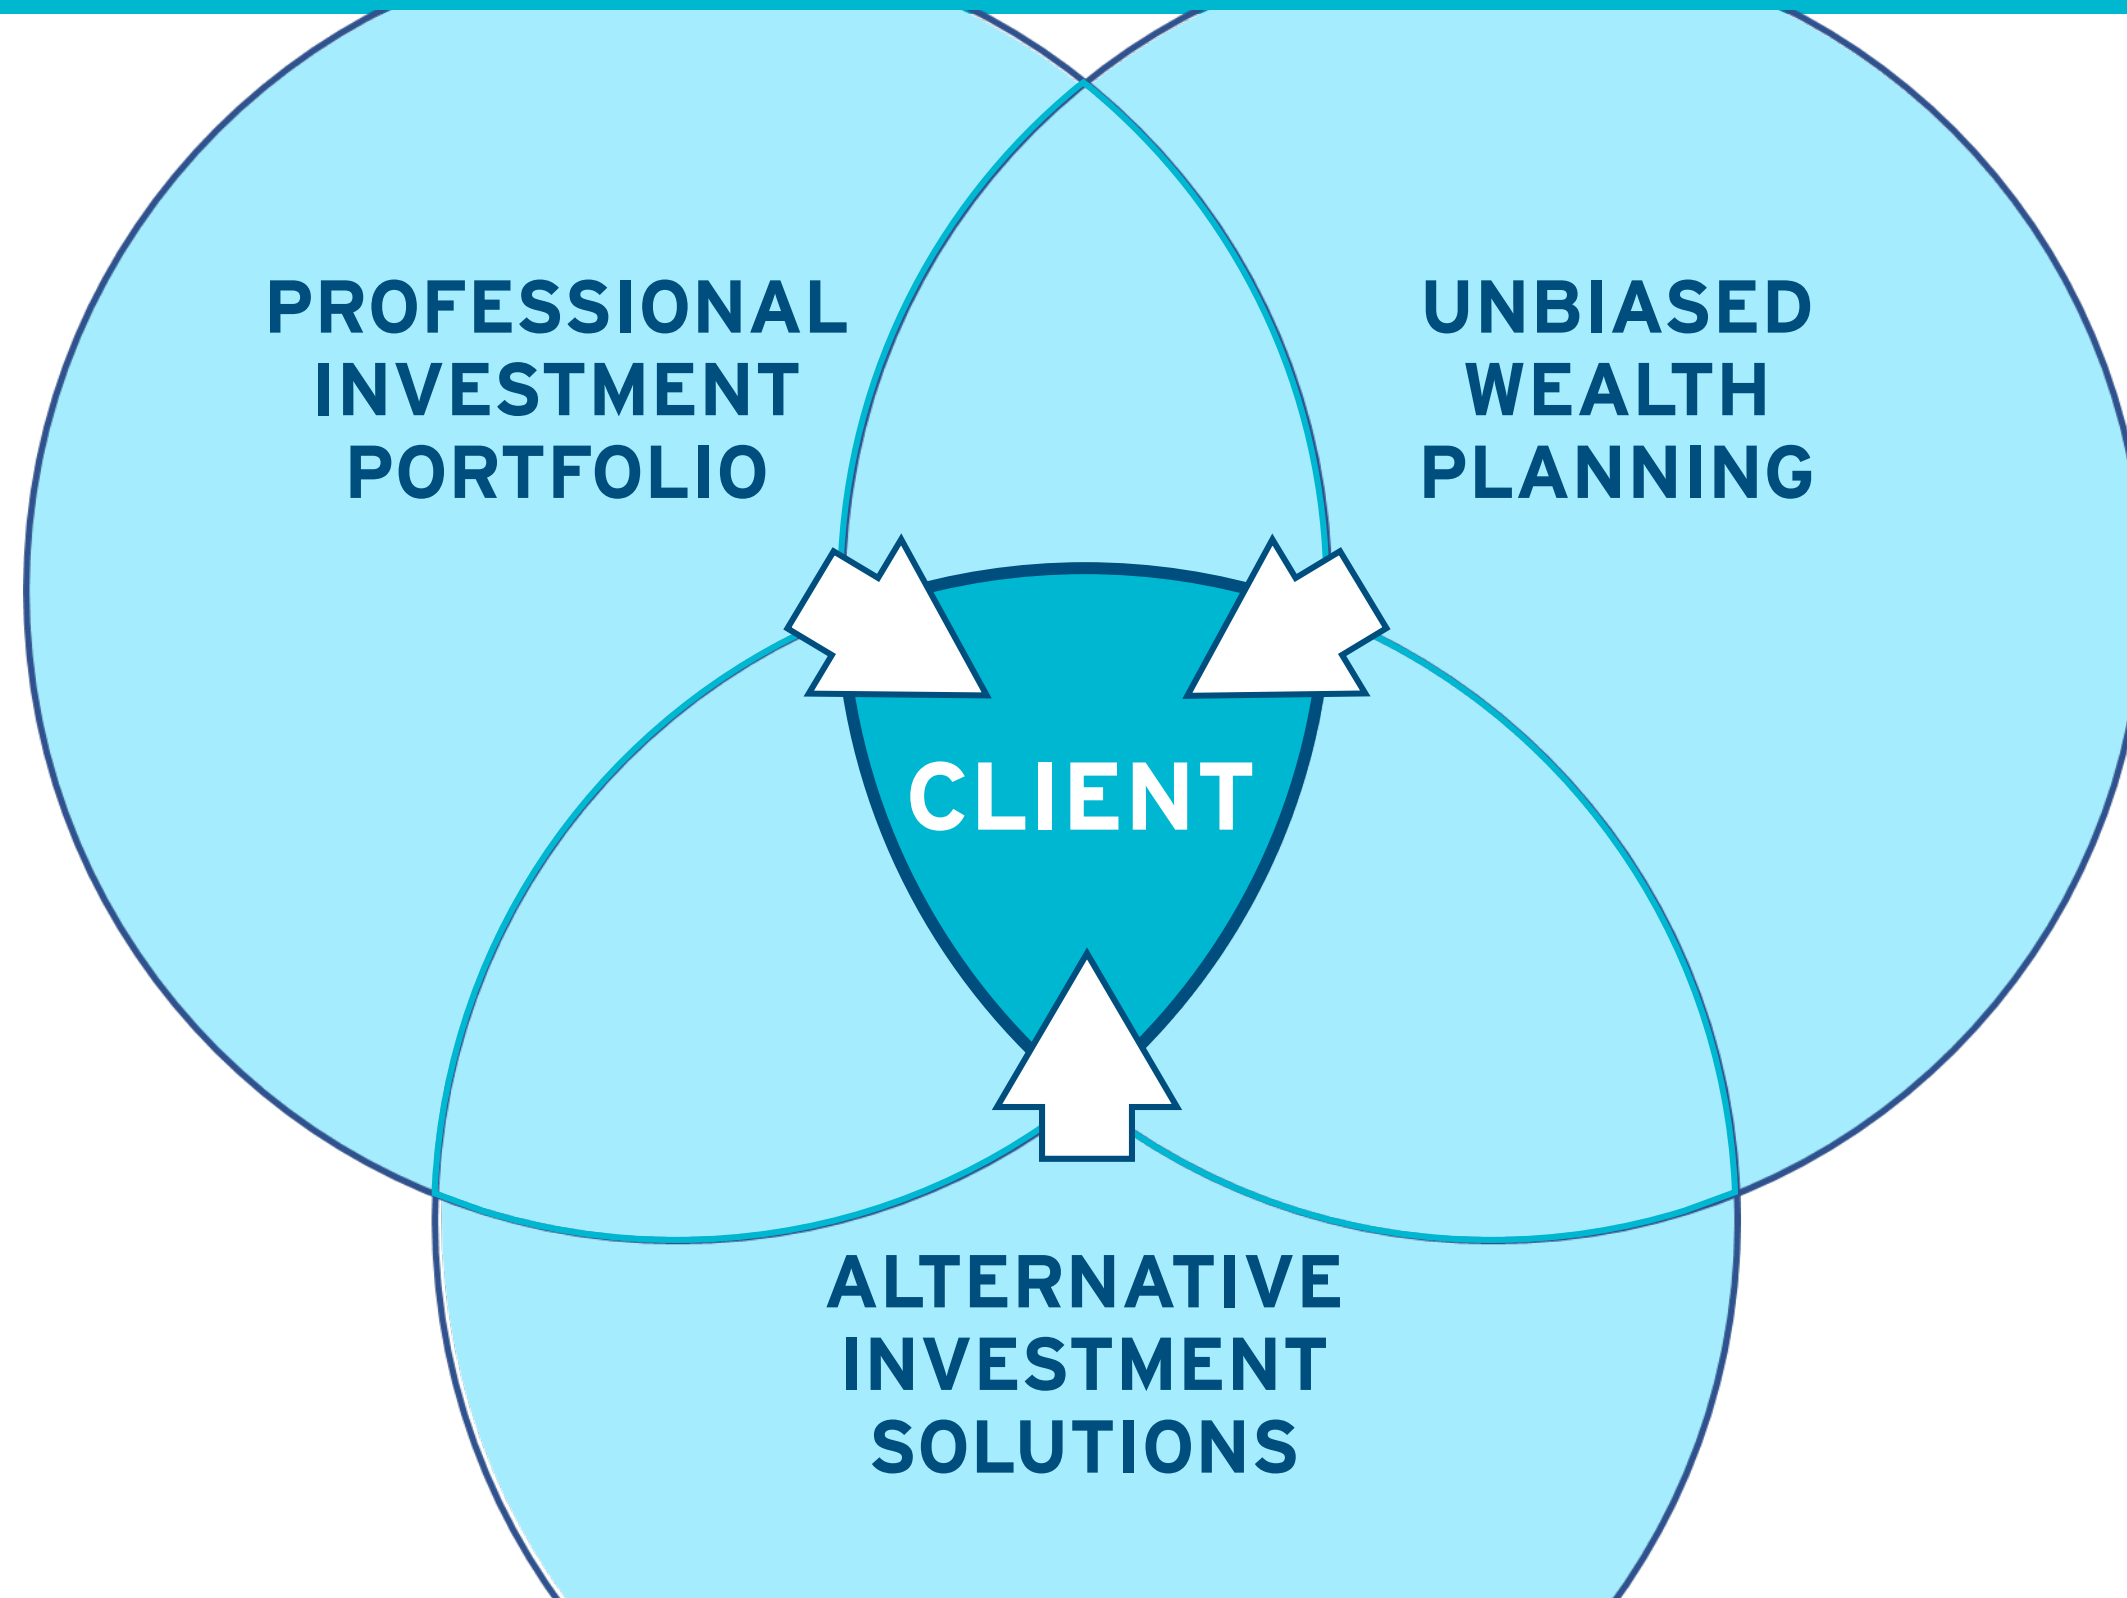 PROFESSIONAL
INVESTMENT
PORTFOLIO
UNBIASED
WEALTH
PLANNING
CLIENT
ALTERNATIVE
INVESTMENT
SOLUTIONS